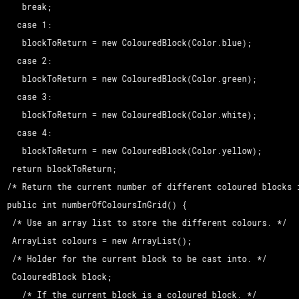 break;
case 1:
blockToReturn = new ColouredBlock(Color.blue);
case 2:
blockToReturn = new ColouredBlock(Color.green);
case 3:
blockToReturn = new ColouredBlock(Color.white);
case 4:
blockToReturn = new ColouredBlock(Color.yellow);
return blockToReturn;
/* Return the current number of different coloured blocks
public int numberOfColoursInGrid() {
/* Use an array list to store the different colours. */
ArrayList colours = new ArrayList();
/* Holder for the current block to be cast into. */
ColouredBlock block;
/* If the current block is a coloured block. */